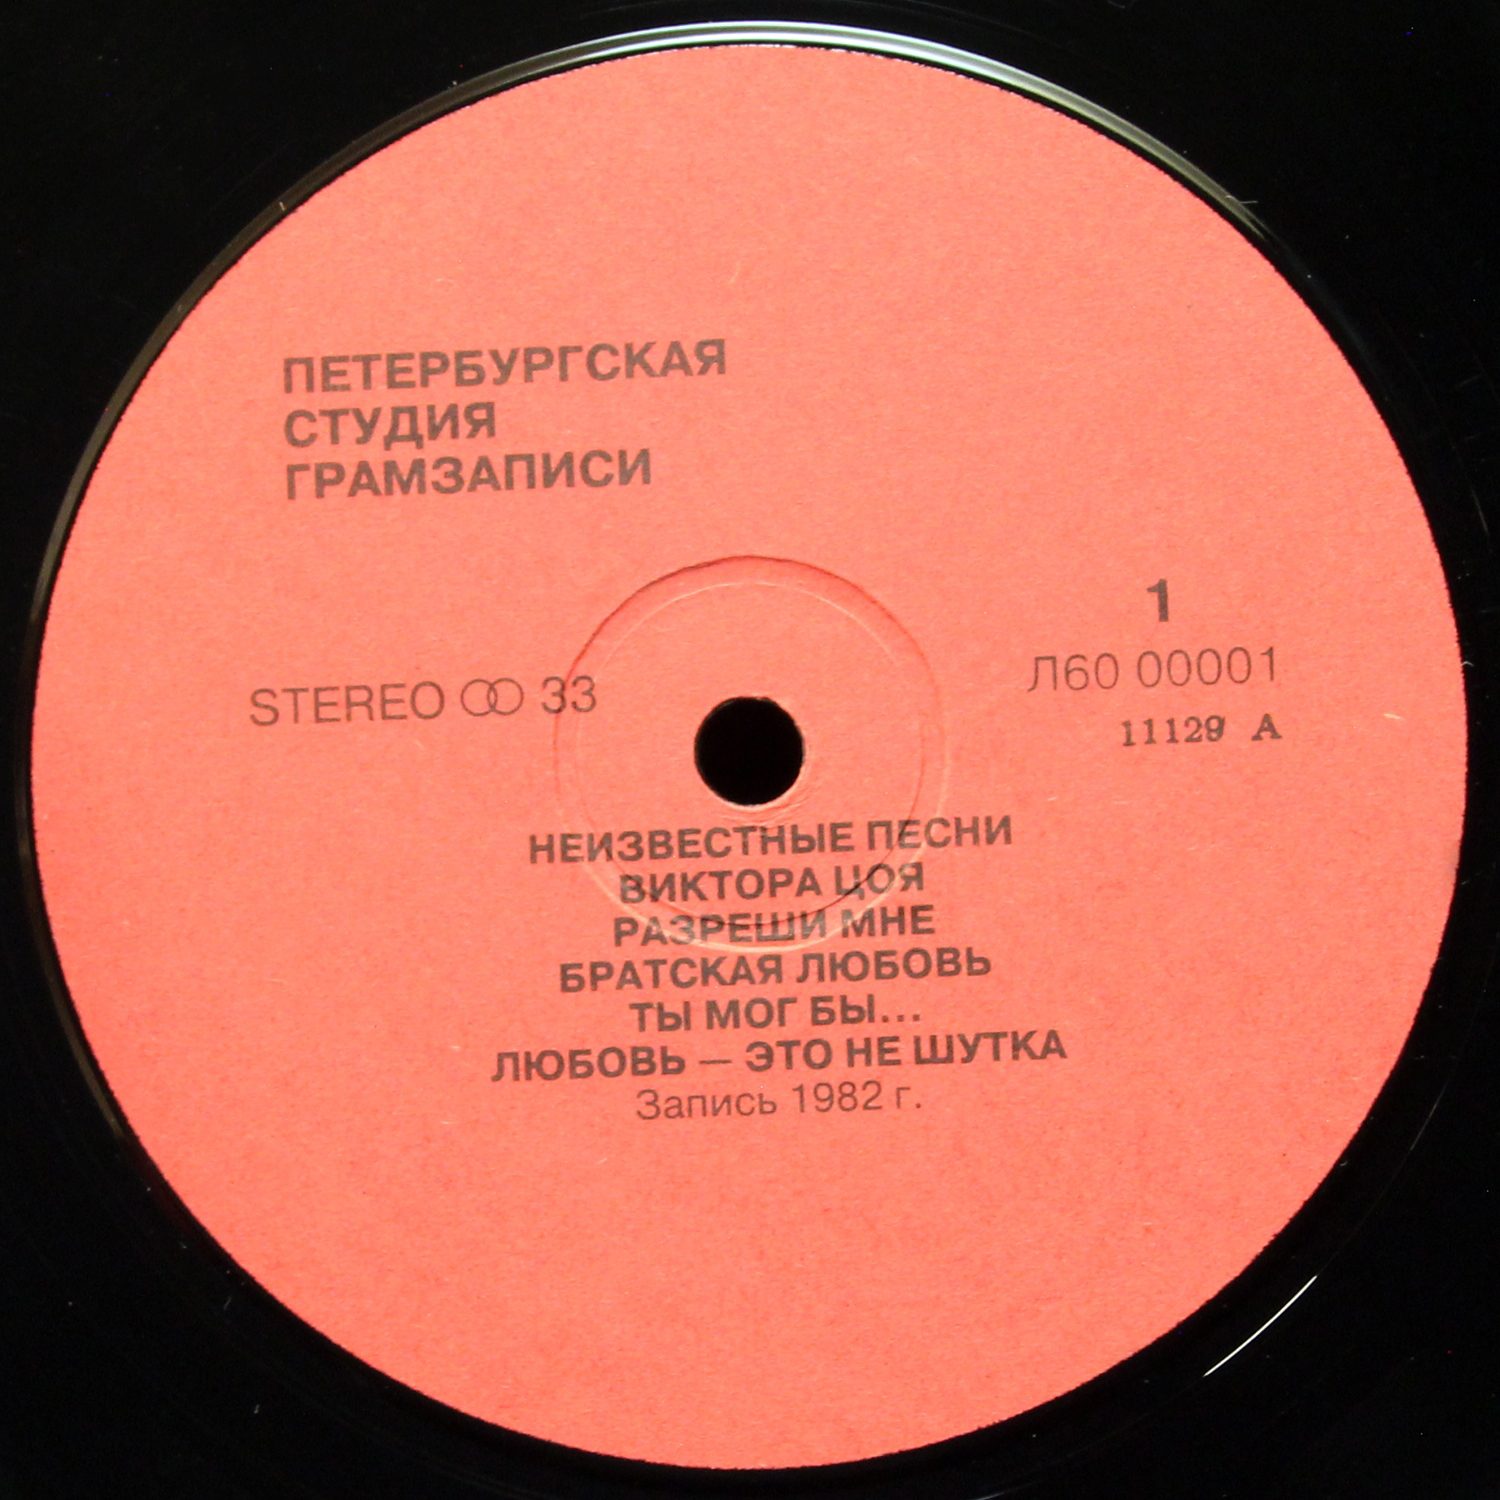 ПЕТЕРБУРГСКАЯ
СТУДИЯ
ГРАМЗАПИСИ
STEREO 33
1
Л60 00001
11129 А
НЕИЗВЕСТНЫЕ ПЕСНИ
ВИКТОРА ЦОЯ
РАЗРЕШИ МНЕ
БРАТСКАЯ ЛЮБОВЬ
ТЫ МОГ БЫ...
ЛЮБОВЬ — ЭТО НЕ ШУТКА
Запись 1982 г.